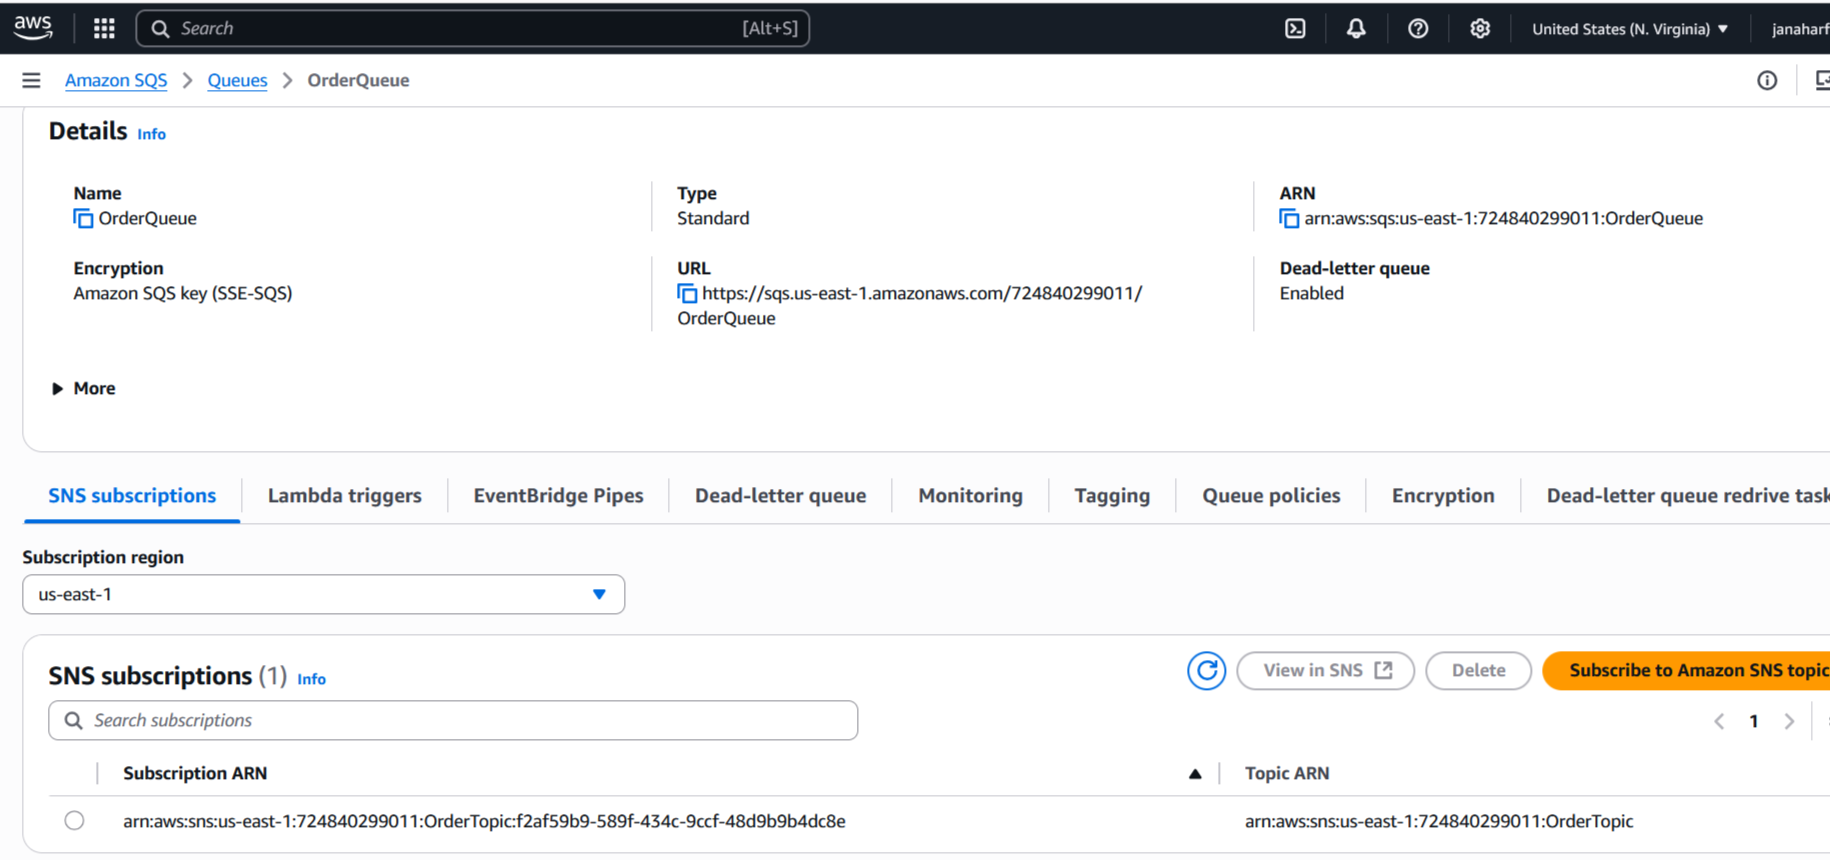 aws
Search [Alt+S]
United States (N. Virginia) janaharf
Amazon SQS > Queues > OrderQueue
Details Info
Name
OrderQueue
Type
Standard
ARN
arn:aws:sqs:us-east-1:724840299011:OrderQueue
Encryption
Amazon SQS key (SSE-SQS)
URL
https://sqs.us-east-1.amazonaws.com/724840299011/
OrderQueue
Dead-letter queue
Enabled
More
SNS subscriptions Lambda triggers EventBridge Pipes Dead-letter queue Monitoring Tagging Queue policies Encryption Dead-letter queue redrive task
Subscription region
us-east-1
SNS subscriptions (1) Info
View in SNS Delete Subscribe to Amazon SNS topic
Search subscriptions
1
Subscription ARN Topic ARN
arn:aws:sns:us-east-1:724840299011:OrderTopic:f2af59b9-589f-434c-9ccf-48d9b9b4dc8e arn:aws:sns:us-east-1:724840299011:OrderTopic